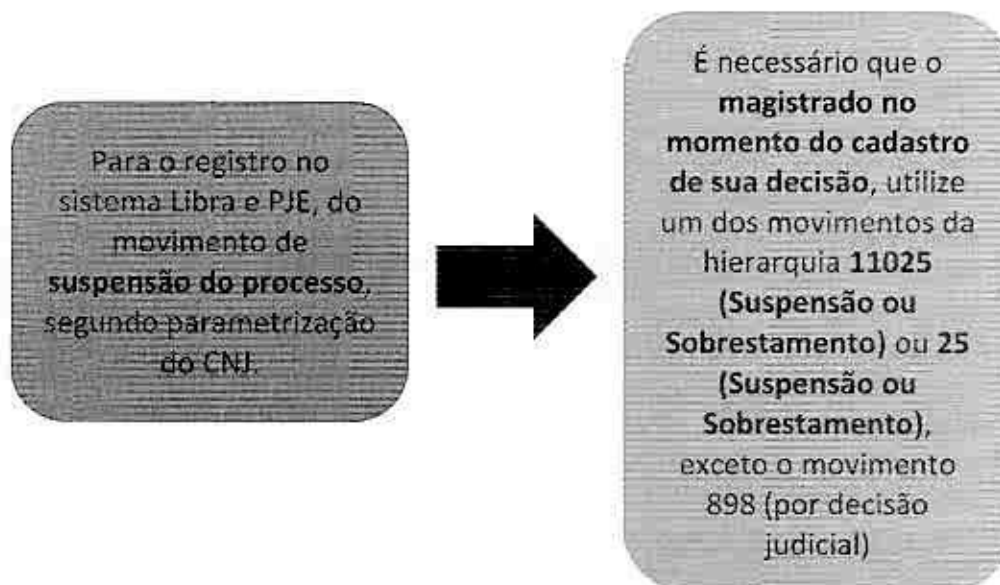 Para o registro no
sistema Libra e PJE, do
movimento de
suspensão do processo,
segundo parametrização
do CNJ.
É necessário que o
magistrado no
momento do cadastro
de sua decisão, utilize
um dos movimentos da
hierarquia 11025
(Suspensão ou
Sobrestamento) ou 25
(Suspensão ou
Sobrestamento),
exceto o movimento
898 (por decisão
judicial)